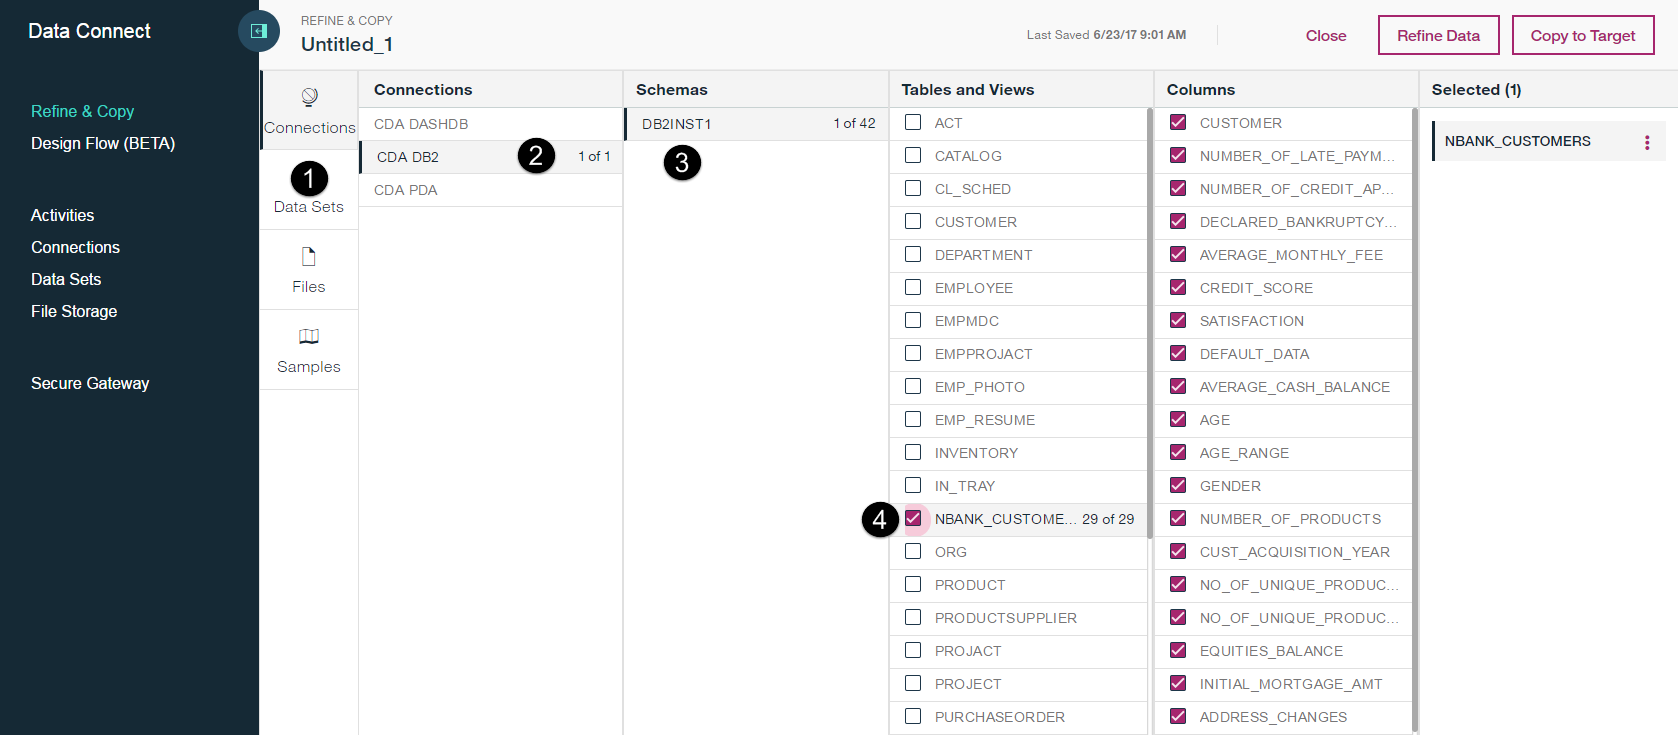 Data Connect
Refine & Copy
Design Flow (BETA)
Activities
Connections
Data Sets
File Storage
Secure Gateway
REFINE & COPY
Untitled_1
Last Saved 6/23/17 9:01 AM
Close
Refine Data
Copy to Target
Connections
1
Data Sets
Files
Samples
Connections
CDA DASHDB
CDA DB2 2 1 of 1
CDA PDA
Schemas
DB2INST1 1 of 42
3
Tables and Views
ACT
CATALOG
CL_SCHED
CUSTOMER
DEPARTMENT
EMPLOYEE
EMPMDC
EMPPROJACT
EMP_PHOTO
EMP_RESUME
INVENTORY
IN_TRAY
4 NBANK_CUSTOME... 29 of 29
ORG
PRODUCT
PRODUCTSUPPLIER
PROJACT
PROJECT
PURCHASEORDER
Columns
CUSTOMER
NUMBER_OF_LATE_PAYM...
NUMBER_OF_CREDIT_AP...
DECLARED_BANKRUPTCY...
AVERAGE_MONTHLY_FEE
CREDIT_SCORE
SATISFACTION
DEFAULT_DATA
AVERAGE_CASH_BALANCE
AGE
AGE_RANGE
GENDER
NUMBER_OF_PRODUCTS
CUST_ACQUISITION_YEAR
NO_OF_UNIQUE_PRODUC...
NO_OF_UNIQUE_PRODUC...
EQUITIES_BALANCE
INITIAL_MORTGAGE_AMT
ADDRESS_CHANGES
Selected (1)
NBANK_CUSTOMERS